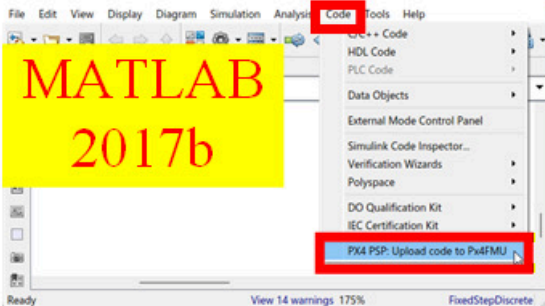 File Edit View Display Diagram Simulation Analysis Code Tools Help
C/C++ Code
HDL Code
PLC Code
Data Objects
External Mode Control Panel
Simulink Code Inspector...
Verification Wizards
Polyspace
DO Qualification Kit
IEC Certification Kit
PX4 PSP: Upload code to Px4FMU
MATLAB
2017b
Ready View 14 warnings 175% FixedStepDiscrete